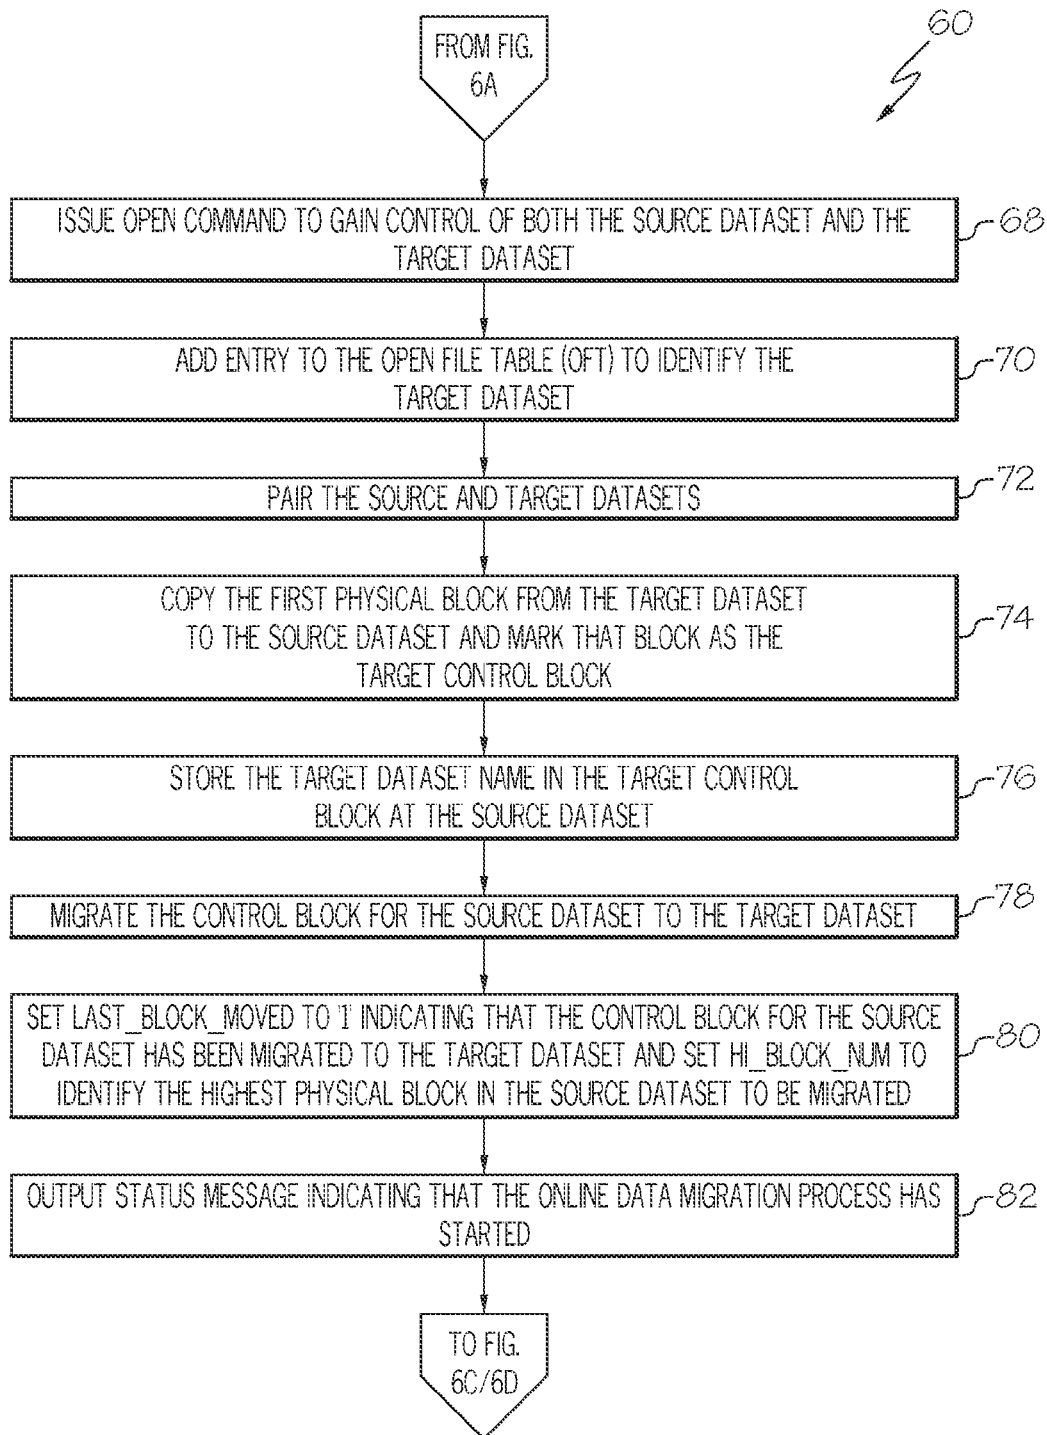 60
FROM FIG.
6A
ISSUE OPEN COMMAND TO GAIN CONTROL OF BOTH THE SOURCE DATASET AND THE
TARGET DATASET
68
ADD ENTRY TO THE OPEN FILE TABLE (OFT) TO IDENTIFY THE
TARGET DATASET
70
PAIR THE SOURCE AND TARGET DATASETS
72
COPY THE FIRST PHYSICAL BLOCK FROM THE TARGET DATASET
TO THE SOURCE DATASET AND MARK THAT BLOCK AS THE
TARGET CONTROL BLOCK
74
STORE THE TARGET DATASET NAME IN THE TARGET CONTROL
BLOCK AT THE SOURCE DATASET
76
MIGRATE THE CONTROL BLOCK FOR THE SOURCE DATASET TO THE TARGET DATASET
78
SET LAST_BLOCK_MOVED TO '1' INDICATING THAT THE CONTROL BLOCK FOR THE SOURCE
DATASET HAS BEEN MIGRATED TO THE TARGET DATASET AND SET HI_BLOCK_NUM TO
IDENTIFY THE HIGHEST PHYSICAL BLOCK IN THE SOURCE DATASET TO BE MIGRATED
80
OUTPUT STATUS MESSAGE INDICATING THAT THE ONLINE DATA MIGRATION PROCESS HAS
STARTED
82
TO FIG.
6C/6D